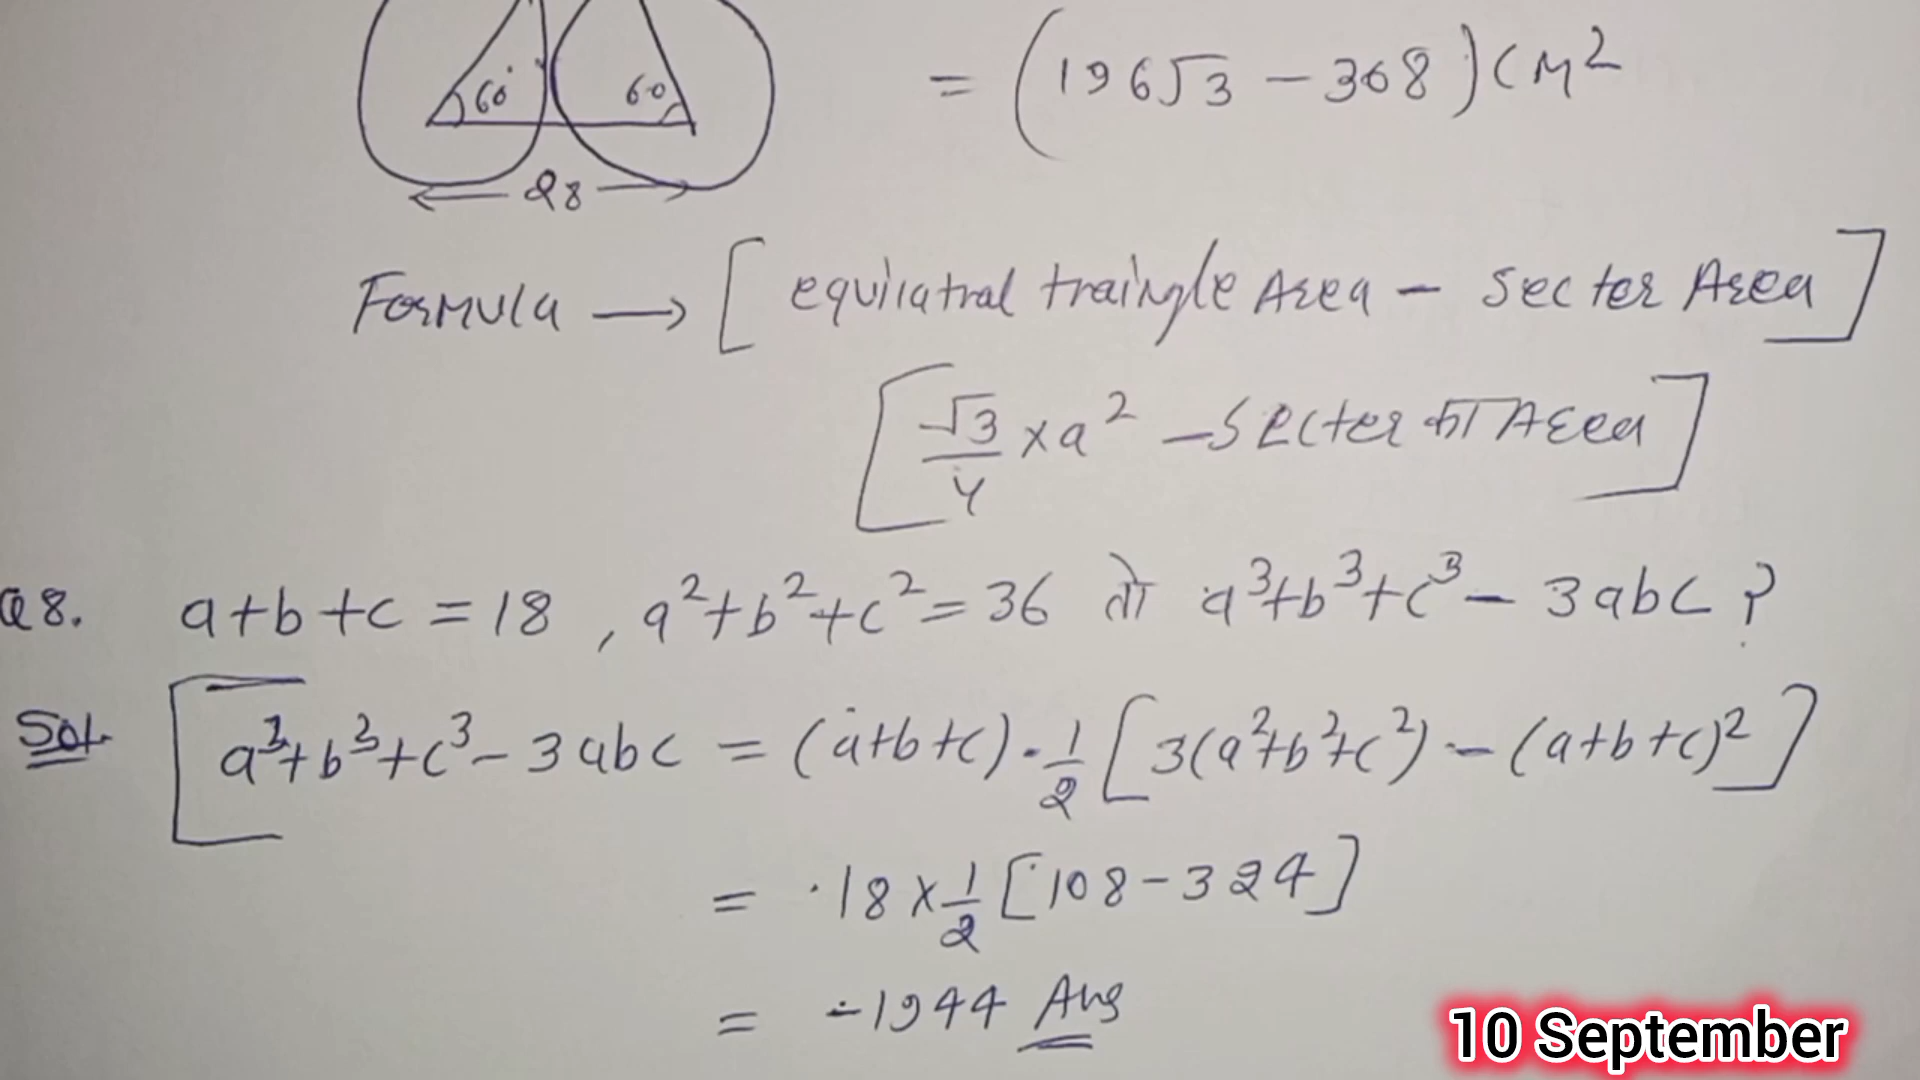 = (196√3 - 308) CM²
60° 60
28
Formula → [equilatral traingle Area - Secter Area]
[√3/4 × a² - Secter का Area]
Q8. a+b+c = 18, a²+b²+c² = 36 तो a³+b³+c³ - 3abc ?
Sol. [a³+b³+c³ - 3abc = (a+b+c)·1/2 [3(a²+b²+c²) - (a+b+c)²]
= 18 × 1/2 [108 - 324]
= -1944 Ans
10 September